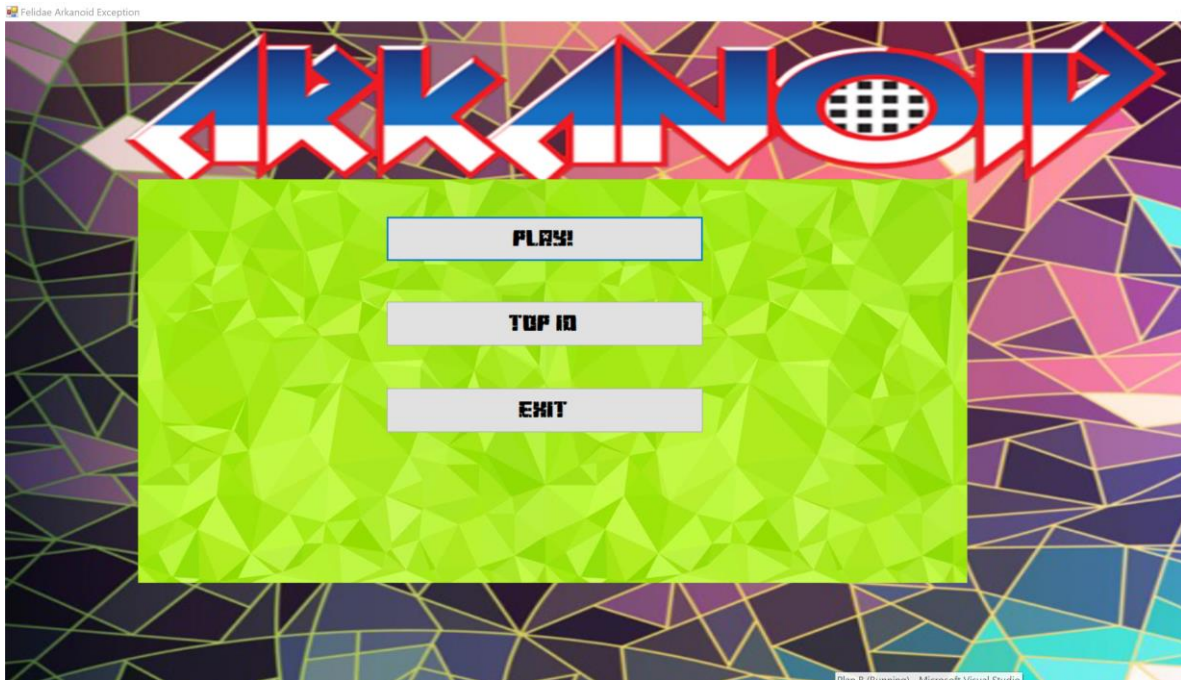 Felidae Arkanoid Exception
ARKANOID
PLAY!
TOP 10
EXIT
Plan B (Running) - Microsoft Visual Studio